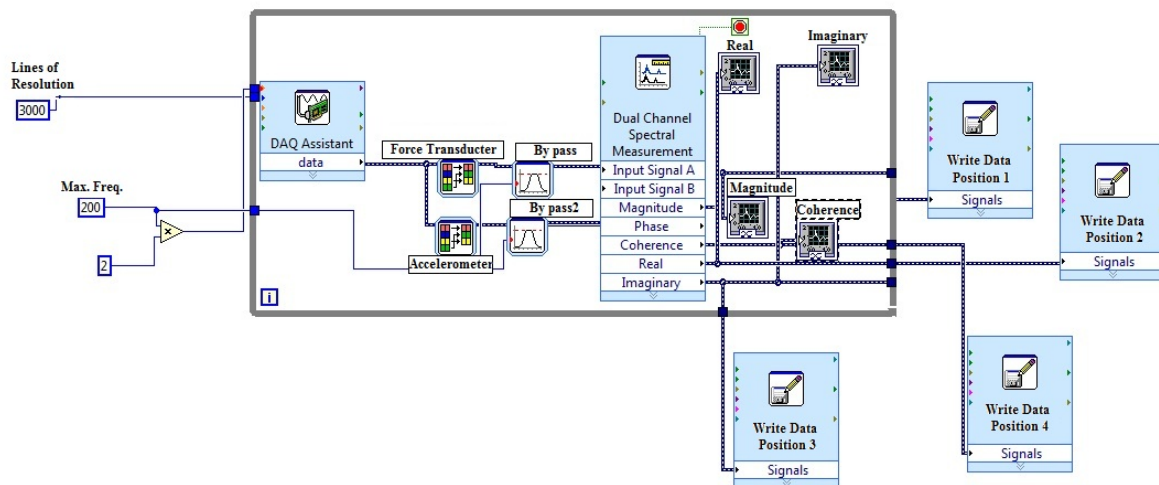 Lines of
Resolution
3000
Max. Freq.
200
2
DAQ Assistant
data
Force Transducter
Accelerometer
By pass
By pass2
Dual Channel
Spectral
Measurement
Input Signal A
Input Signal B
Magnitude
Phase
Coherence
Real
Imaginary
Real
Imaginary
Magnitude
Coherence
i
Write Data
Position 1
Signals
Write Data
Position 2
Signals
Write Data
Position 3
Signals
Write Data
Position 4
Signals